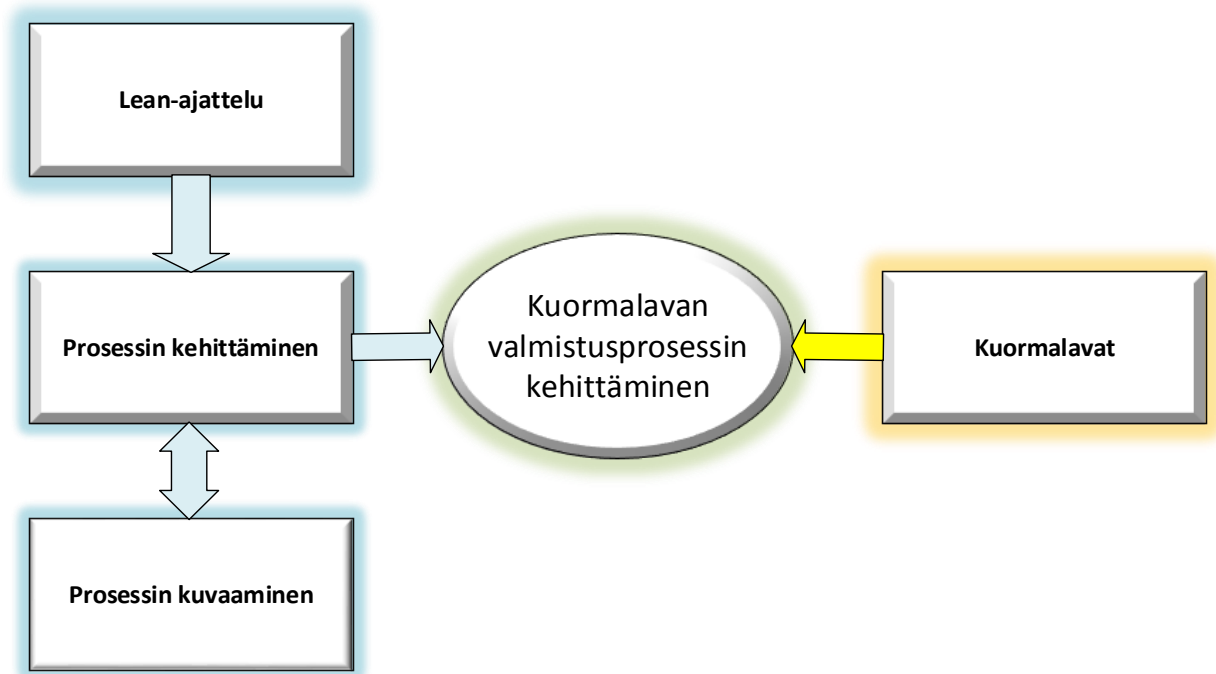 Lean-ajattelu
Prosessin kehittäminen
Kuormalavan
valmistusprosessin
kehittäminen
Kuormalavat
Prosessin kuvaaminen